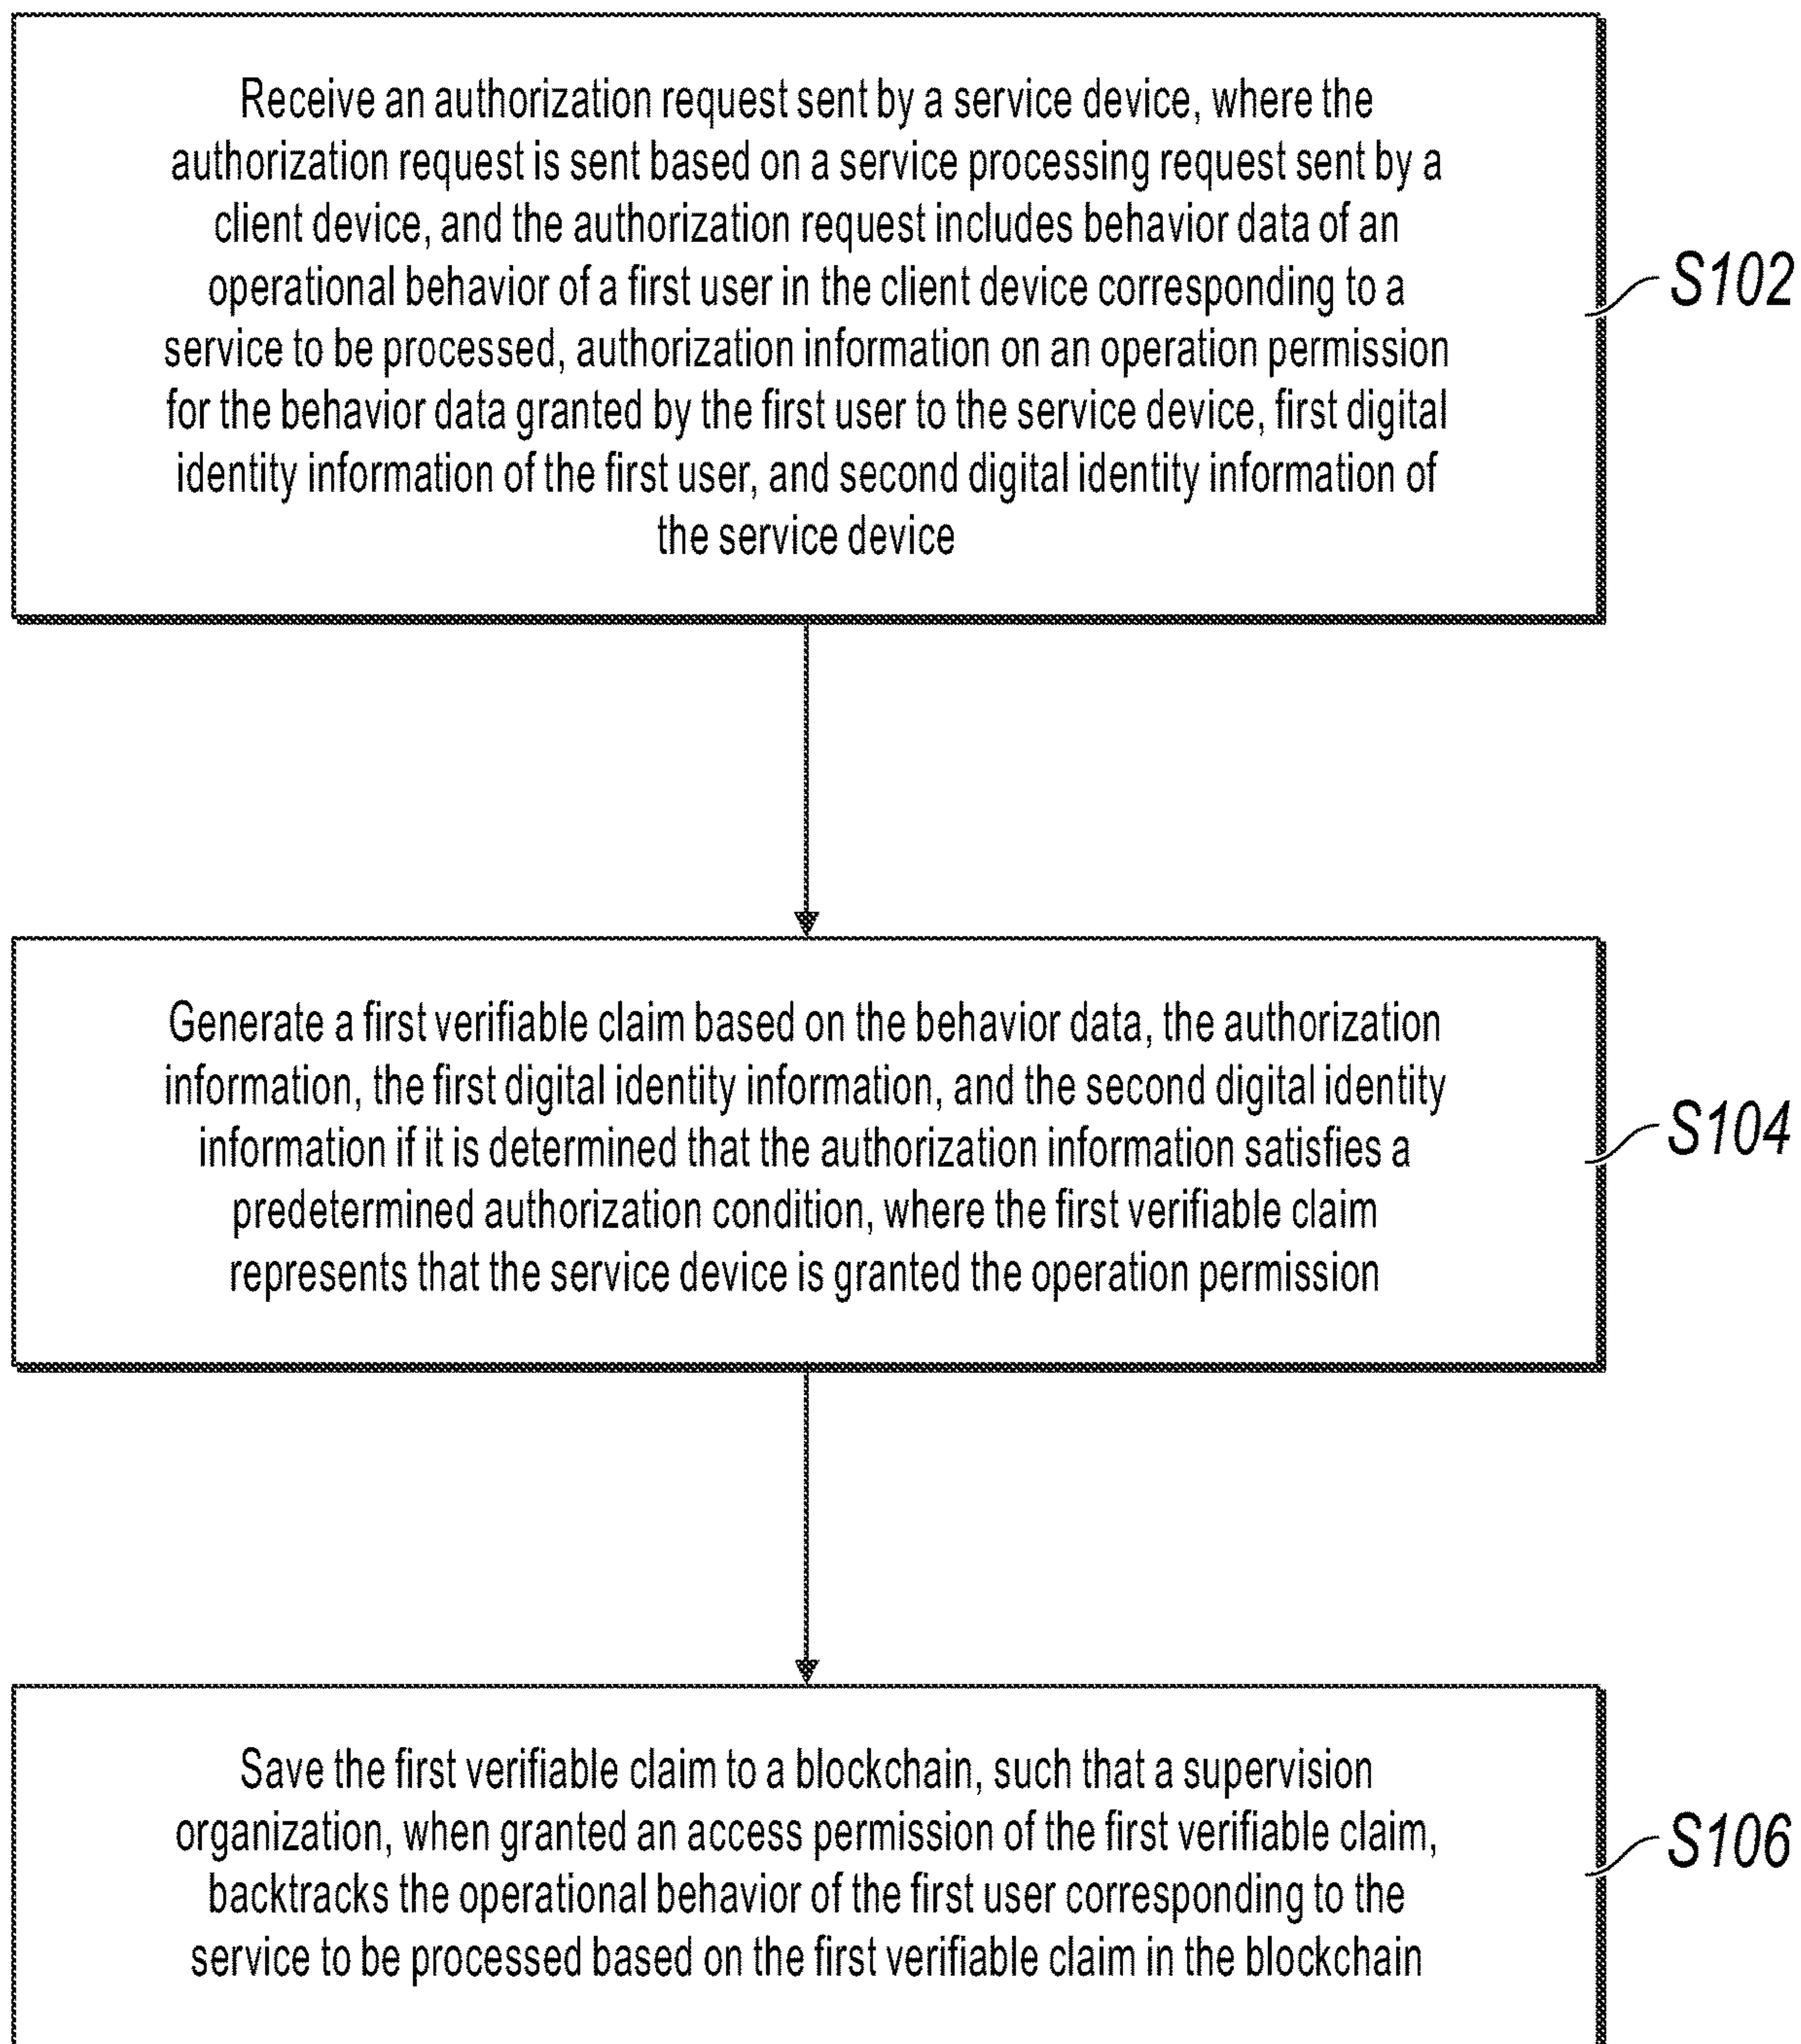 Receive an authorization request sent by a service device, where the
authorization request is sent based on a service processing request sent by a
client device, and the authorization request includes behavior data of an
operational behavior of a first user in the client device corresponding to a
service to be processed, authorization information on an operation permission
for the behavior data granted by the first user to the service device, first digital
identity information of the first user, and second digital identity information of
the service device
S102
Generate a first verifiable claim based on the behavior data, the authorization
information, the first digital identity information, and the second digital identity
information if it is determined that the authorization information satisfies a
predetermined authorization condition, where the first verifiable claim
represents that the service device is granted the operation permission
S104
Save the first verifiable claim to a blockchain, such that a supervision
organization, when granted an access permission of the first verifiable claim,
backtracks the operational behavior of the first user corresponding to the
service to be processed based on the first verifiable claim in the blockchain
S106